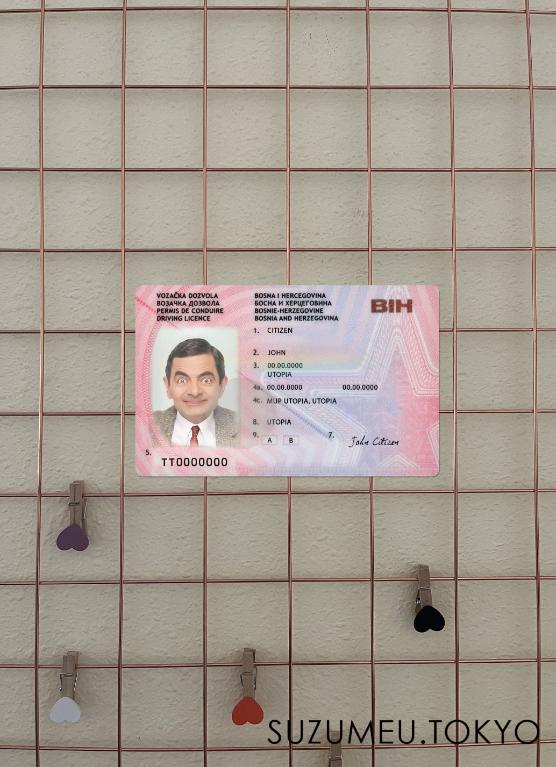 VOZAČKA DOZVOLA
ВОЗАЧКА ДОЗВОЛА
PERMIS DE CONDUIRE
DRIVING LICENCE
BOSNA I HERCEGOVINA
БОСНА И ХЕРЦЕГОВИНА
BOSNIE-HERZEGOVINE
BOSNIA AND HERZEGOVINA
BIH
1. CITIZEN
2. JOHN
3. 00.00.0000
UTOPIA
4a. 00.00.0000 00.00.0000
4c. MUP UTOPIA, UTOPIA
8. UTOPIA
9. A B 7. John Citizen
5. TT0000000
SUZUMEU.TOKYO